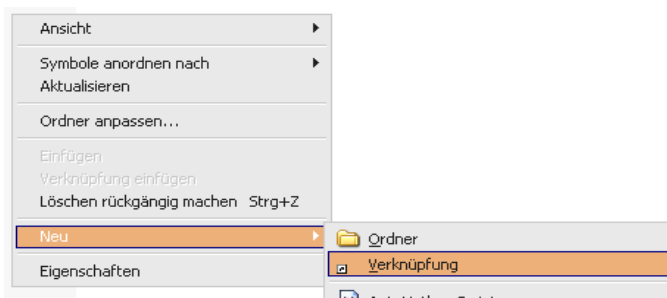 Ansicht
Symbole anordnen nach
Aktualisieren
Ordner anpassen...
Einfügen
Verknüpfung einfügen
Löschen rückgängig machen Strg+Z
Neu
Eigenschaften
Ordner
Verknüpfung